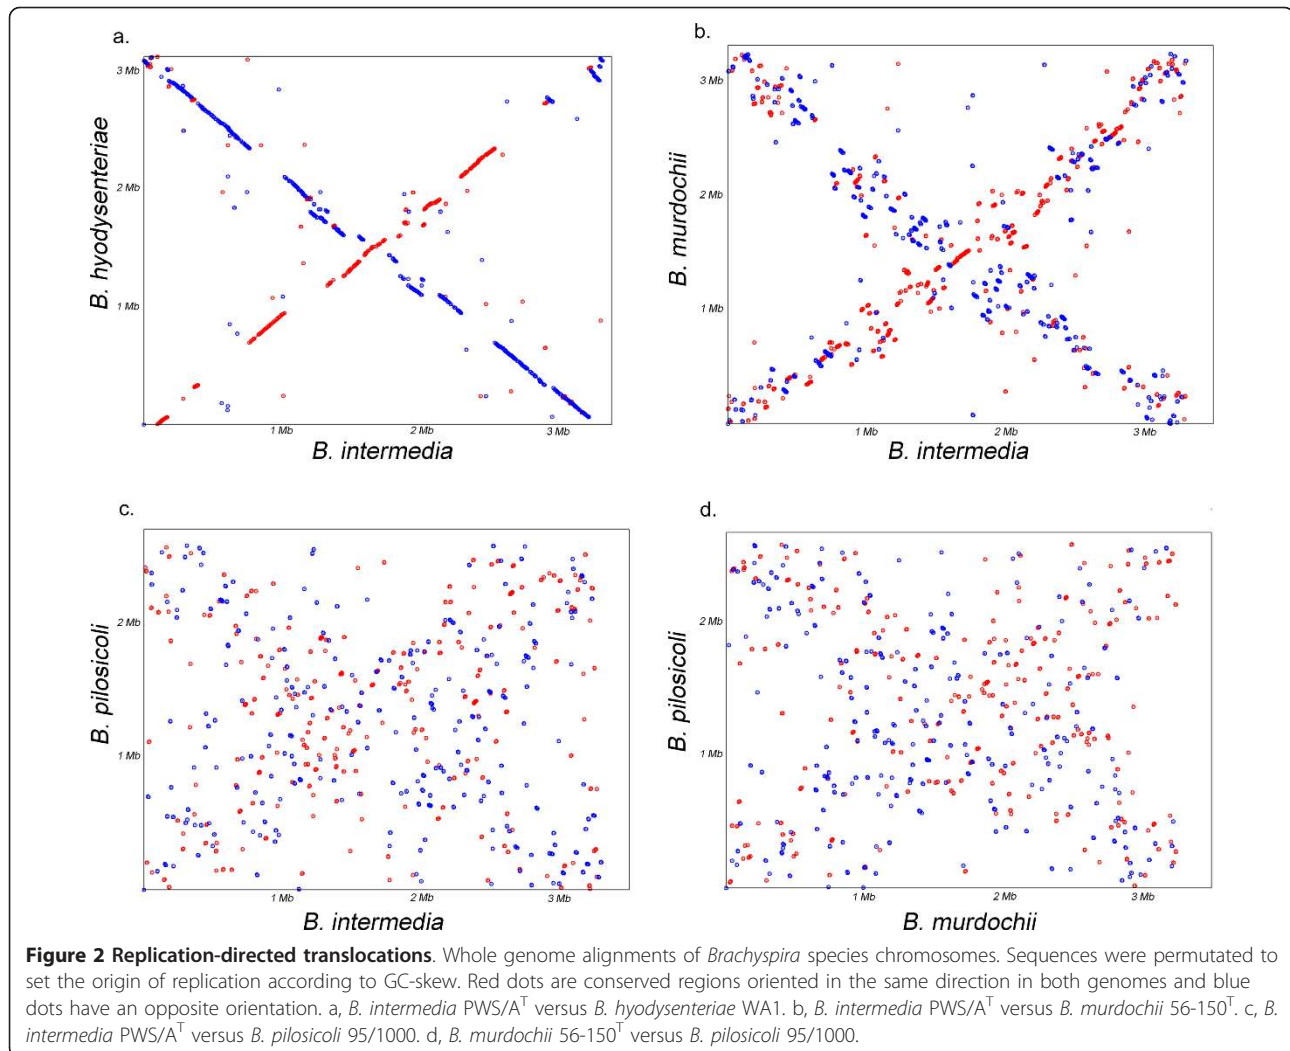 a.
3 Mb
2 Mb
1 Mb
B. hyodysenteriae
1 Mb
2 Mb
3 Mb
B. intermedia
b.
3 Mb
2 Mb
1 Mb
B. murdochii
1 Mb
2 Mb
3 Mb
B. intermedia
c.
2 Mb
1 Mb
B. pilosicoli
1 Mb
2 Mb
3 Mb
B. intermedia
d.
2 Mb
1 Mb
B. pilosicoli
1 Mb
2 Mb
3 Mb
B. murdochii
Figure 2 Replication-directed translocations. Whole genome alignments of Brachyspira species chromosomes. Sequences were permutated to
set the origin of replication according to GC-skew. Red dots are conserved regions oriented in the same direction in both genomes and blue
dots have an opposite orientation. a, B. intermedia PWS/A^T versus B. hyodysenteriae WA1. b, B. intermedia PWS/A^T versus B. murdochii 56-150^T. c, B.
intermedia PWS/A^T versus B. pilosicoli 95/1000. d, B. murdochii 56-150^T versus B. pilosicoli 95/1000.